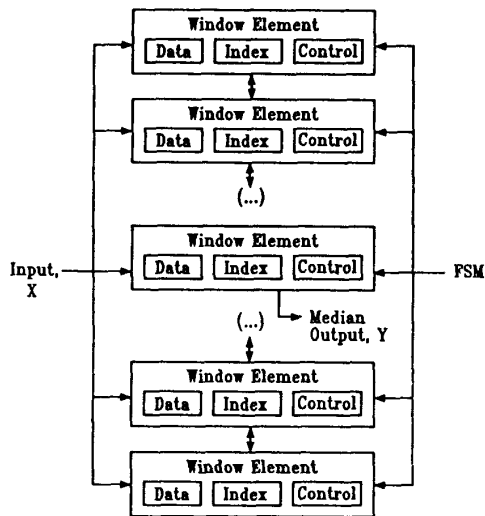 Window Element
Data Index Control
Window Element
Data Index Control
(...)
Window Element
Input, X
Data Index Control
FSM
(...)
Median Output, Y
Window Element
Data Index Control
Window Element
Data Index Control